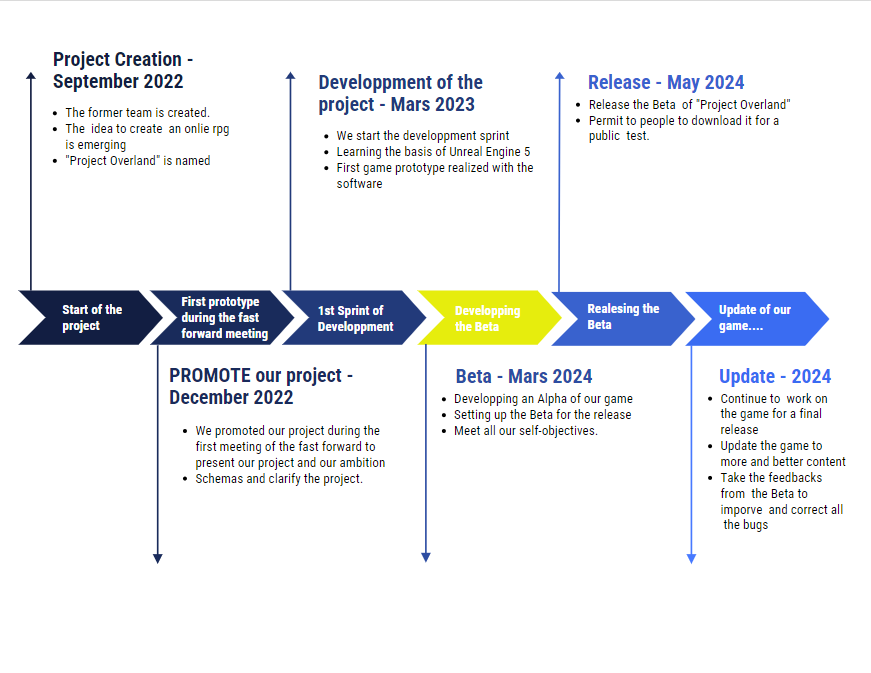 Project Creation -
September 2022
The former team is created.
The idea to create an onlie rpg
is emerging
"Project Overland" is named
Developpment of the
project - Mars 2023
We start the developpment sprint
Learning the basis of Unreal Engine 5
First game prototype realized with the
software
Release - May 2024
Release the Beta of "Project Overland"
Permit to people to download it for a
public test.
Start of the
project
First prototype
during the fast
forward meeting
1st Sprint of
Developpment
Developping
the Beta
Realesing the
Beta
Update of our
game....
PROMOTE our project -
December 2022
We promoted our project during the
first meeting of the fast forward to
present our project and our ambition
Schemas and clarify the project.
Beta - Mars 2024
Developping an Alpha of our game
Setting up the Beta for the release
Meet all our self-objectives.
Update - 2024
Continue to work on
the game for a final
release
Update the game to
more and better content
Take the feedbacks
from the Beta to
imporve and correct all
the bugs